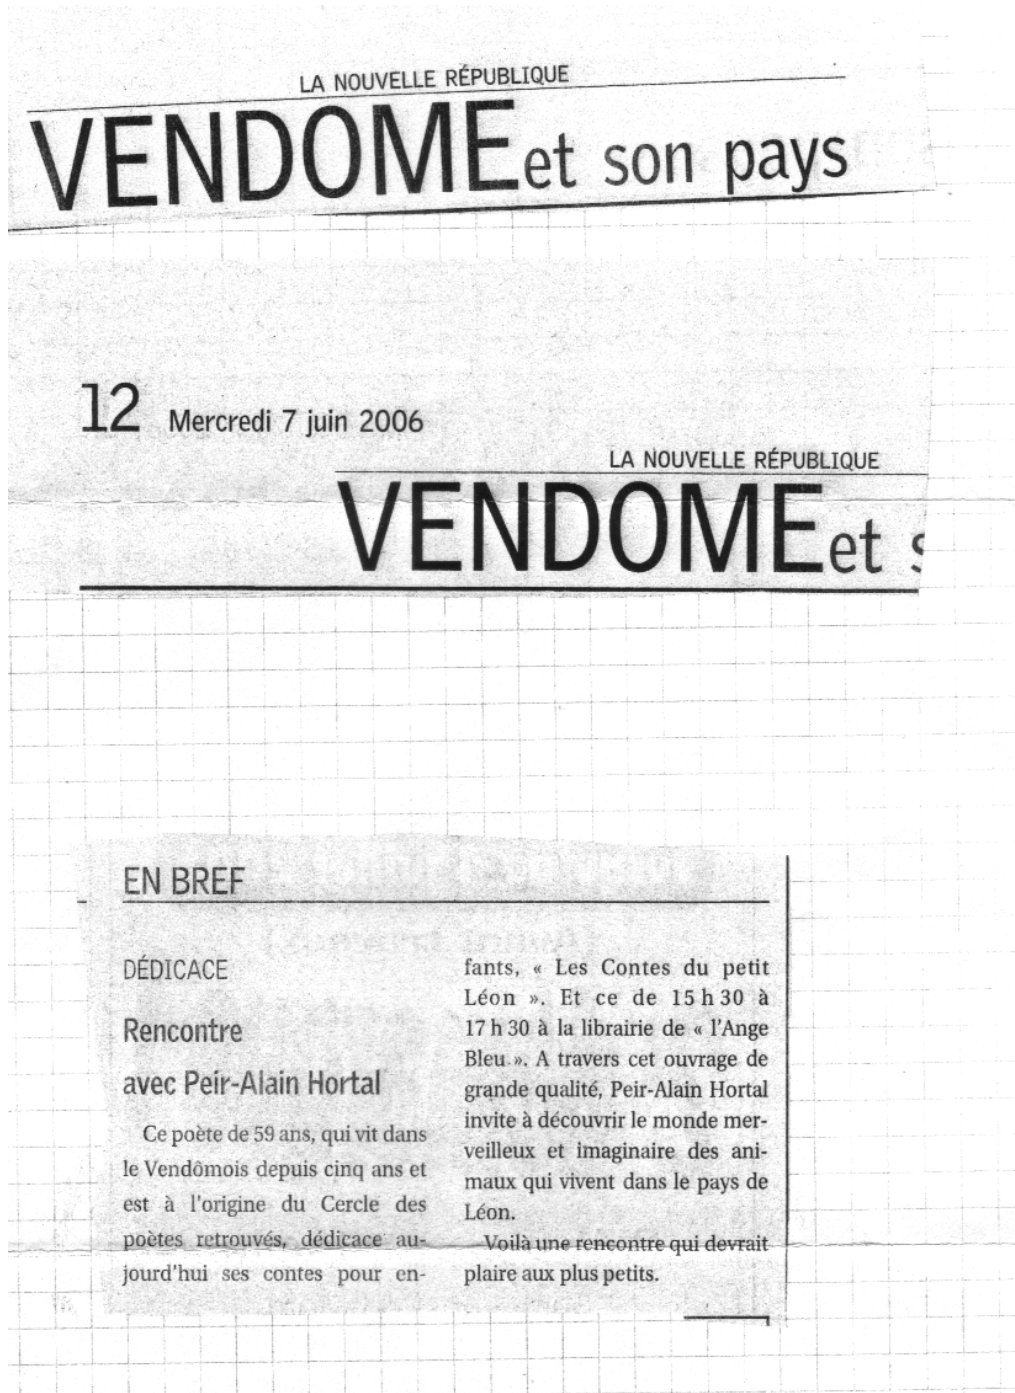 LA NOUVELLE RÉPUBLIQUE
VENDOME et son pays
12 Mercredi 7 juin 2006
LA NOUVELLE RÉPUBLIQUE
VENDOME et s
EN BREF
DÉDICACE
Rencontre
avec Peir-Alain Hortal
Ce poète de 59 ans, qui vit dans
le Vendômois depuis cinq ans et
est à l'origine du Cercle des
poètes retrouvés, dédicace au-
jourd'hui ses contes pour en-
fants, « Les Contes du petit
Léon ». Et ce de 15 h 30 à
17 h 30 à la librairie de « l'Ange
Bleu ». A travers cet ouvrage de
grande qualité, Peir-Alain Hortal
invite à découvrir le monde mer-
veilleux et imaginaire des ani-
maux qui vivent dans le pays de
Léon.
Voilà une rencontre qui devrait
plaire aux plus petits.